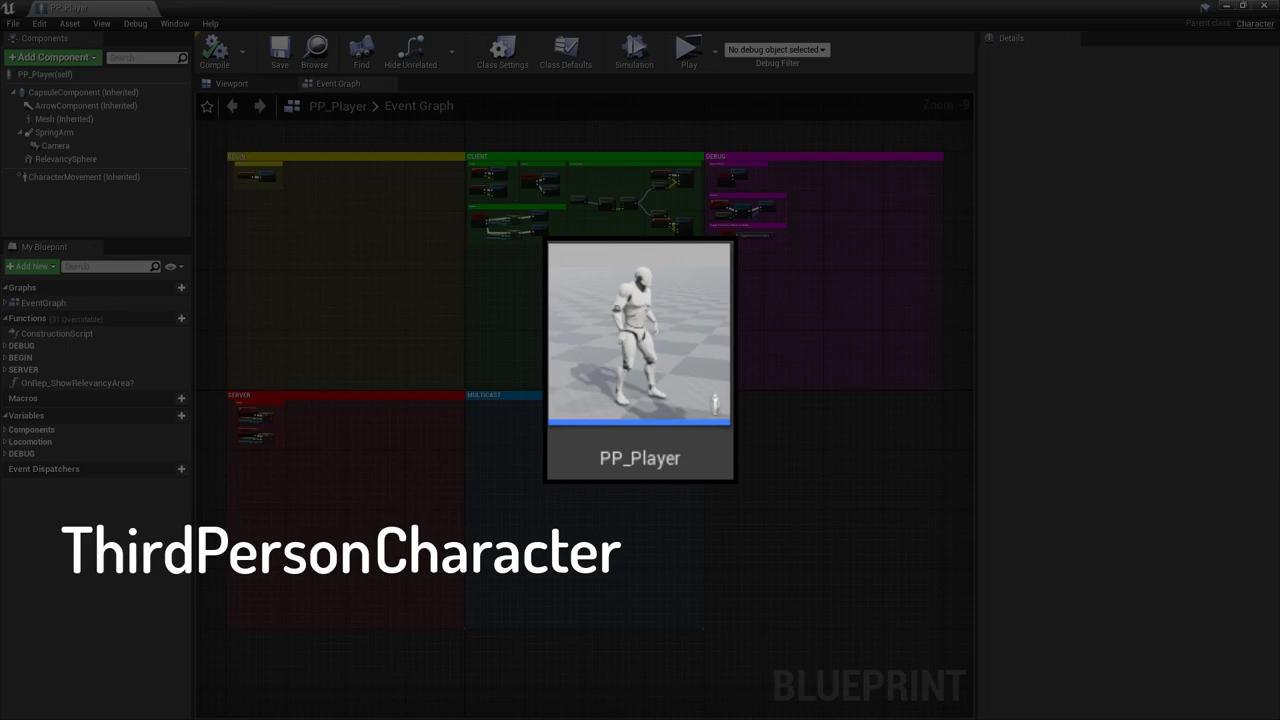 PP_Player
File Edit Asset View Debug Window Help
Parent class: Character
Components
+ Add Component
Search
PP_Player(self)
CapsuleComponent (Inherited)
ArrowComponent (Inherited)
Mesh (Inherited)
SpringArm
Camera
RelevancySphere
CharacterMovement (Inherited)
My Blueprint
+ Add New
Search
Graphs
EventGraph
Functions (31 Overridable)
ConstructionScript
DEBUG
BEGIN
SERVER
OnRep_ShowRelevancyArea?
Macros
Variables
Components
Locomotion
DEBUG
Event Dispatchers
Compile Save Browse Find Hide Unrelated Class Settings Class Defaults Simulation Play
No debug object selected
Debug Filter
Viewport Event Graph
PP_Player > Event Graph
Zoom -9
BEGIN
CLIENT
DEBUG
SERVER
MULTICAST
PP_Player
ThirdPersonCharacter
BLUEPRINT
Details